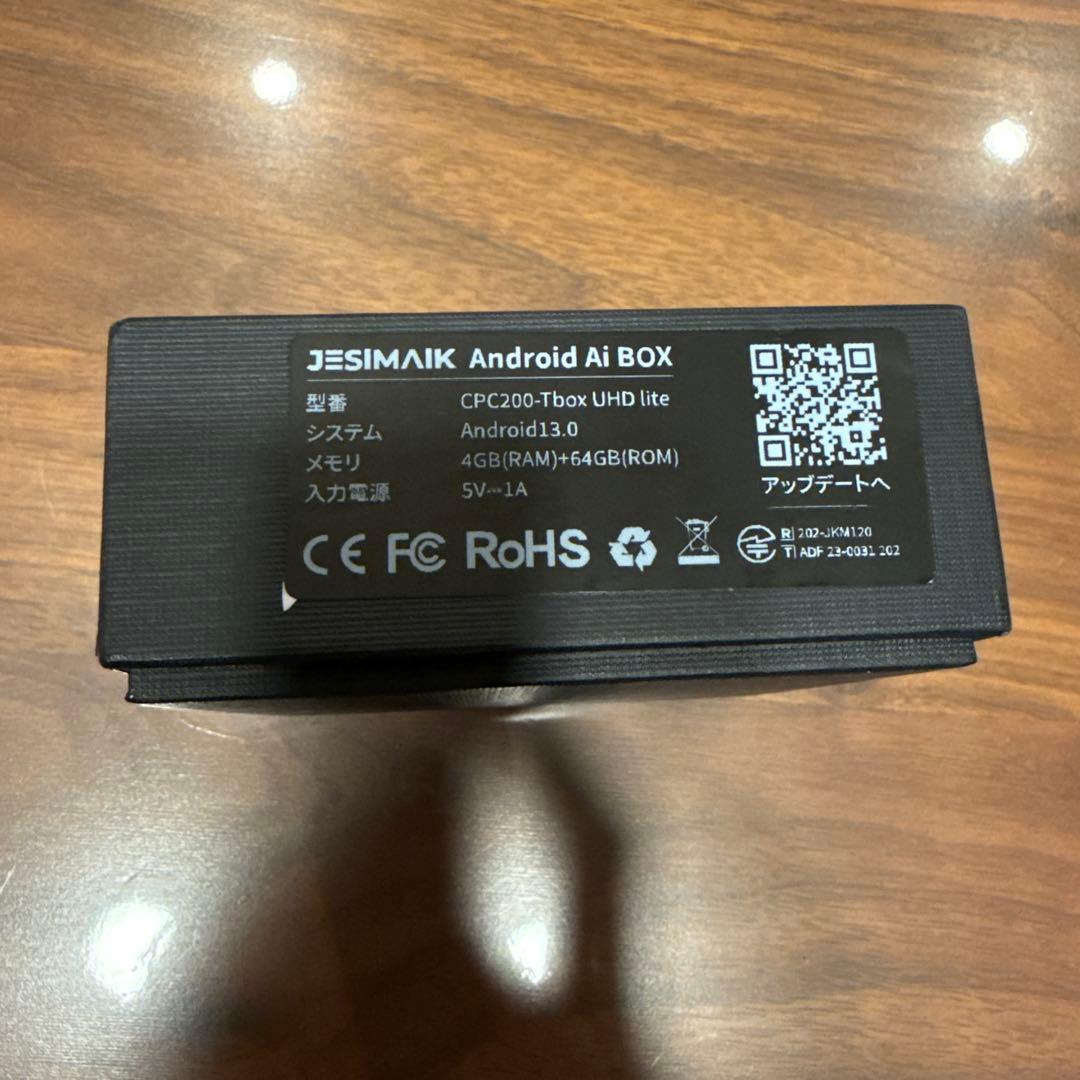 JESIMAIK Android Ai BOX
型番 CPC200-Tbox UHD lite
システム Android13.0
メモリ 4GB(RAM)+64GB(ROM)
入力電源 5V⎓1A
アップデートへ
CE FC RoHS
R 202-JKM120
T ADF 23-0031 202